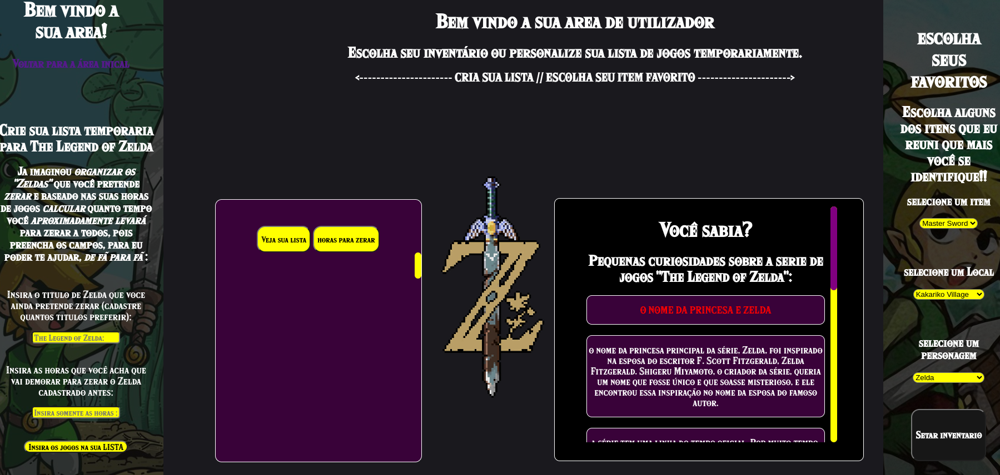 Bem vindo a
sua area!
Voltar para a área inical
Crie sua lista temporaria
para The Legend of Zelda
Ja imaginou organizar os
"Zeldas" que você pretende
zerar e baseado nas suas horas
de jogos calcular quanto tempo
você aproximadamente levará
para zerar a todos, pois
preencha os campos, para eu
poder te ajudar, de fã para fã :
Insira o titulo de Zelda que voce
ainda pretende zerar (cadastre
quantos titulos preferir):
The Legend of Zelda:
Insira as horas que você acha que
vai demorar para zerar o Zelda
cadastrado antes:
Insira somente as horas :
Insira os jogos na sua LISTA
Bem vindo a sua area de utilizador
Escolha seu inventário ou personalize sua lista de jogos temporariamente.
<---------------------- CRIA SUA LISTA // ESCOLHA SEU ITEM FAVORITO ---------------------->
Veja sua lista
horas para zerar
Z
Você sabia?
Pequenas curiosidades sobre a serie de
jogos "The Legend of Zelda":
O NOME DA PRINCESA E ZELDA
o nome da princesa principal da série, Zelda, foi inspirado
na esposa do escritor F. Scott Fitzgerald, Zelda
Fitzgerald. Shigeru Miyamoto, o criador da série, queria
um nome que fosse único e que soasse misterioso, e ele
encontrou essa inspiração no nome da esposa do famoso
autor.
A série tem uma linha do tempo oficial. Por muito tempo,
ESCOLHA
SEUS
FAVORITOS
Escolha alguns
dos itens que eu
reuni que mais
você se
identifique!!
selecione um item
Master Sword
selecione um Local
Kakariko Village
selecione um
personagem
Zelda
Setar inventario